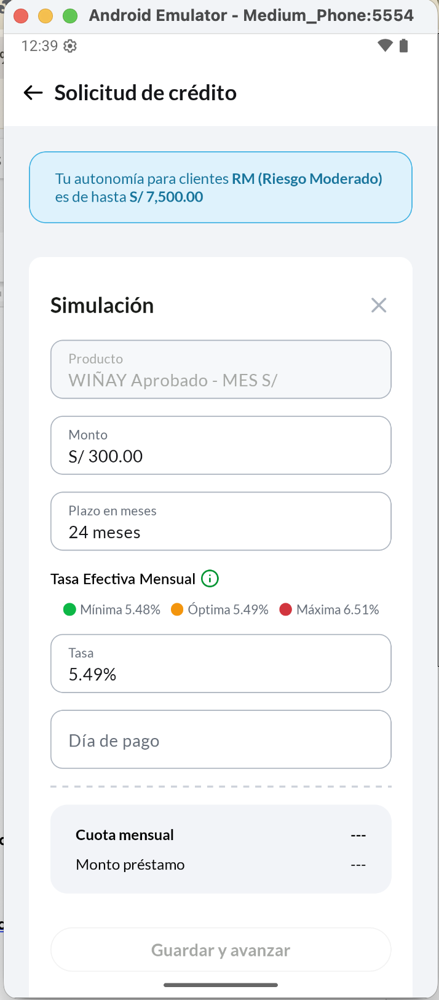 Android Emulator - Medium_Phone:5554
12:39
Solicitud de crédito
Tu autonomía para clientes RM (Riesgo Moderado)
es de hasta S/ 7,500.00
Simulación
Producto
WIÑAY Aprobado - MES S/
Monto
S/ 300.00
Plazo en meses
24 meses
Tasa Efectiva Mensual
Mínima 5.48% Óptima 5.49% Máxima 6.51%
Tasa
5.49%
Día de pago
Cuota mensual ---
Monto préstamo ---
Guardar y avanzar